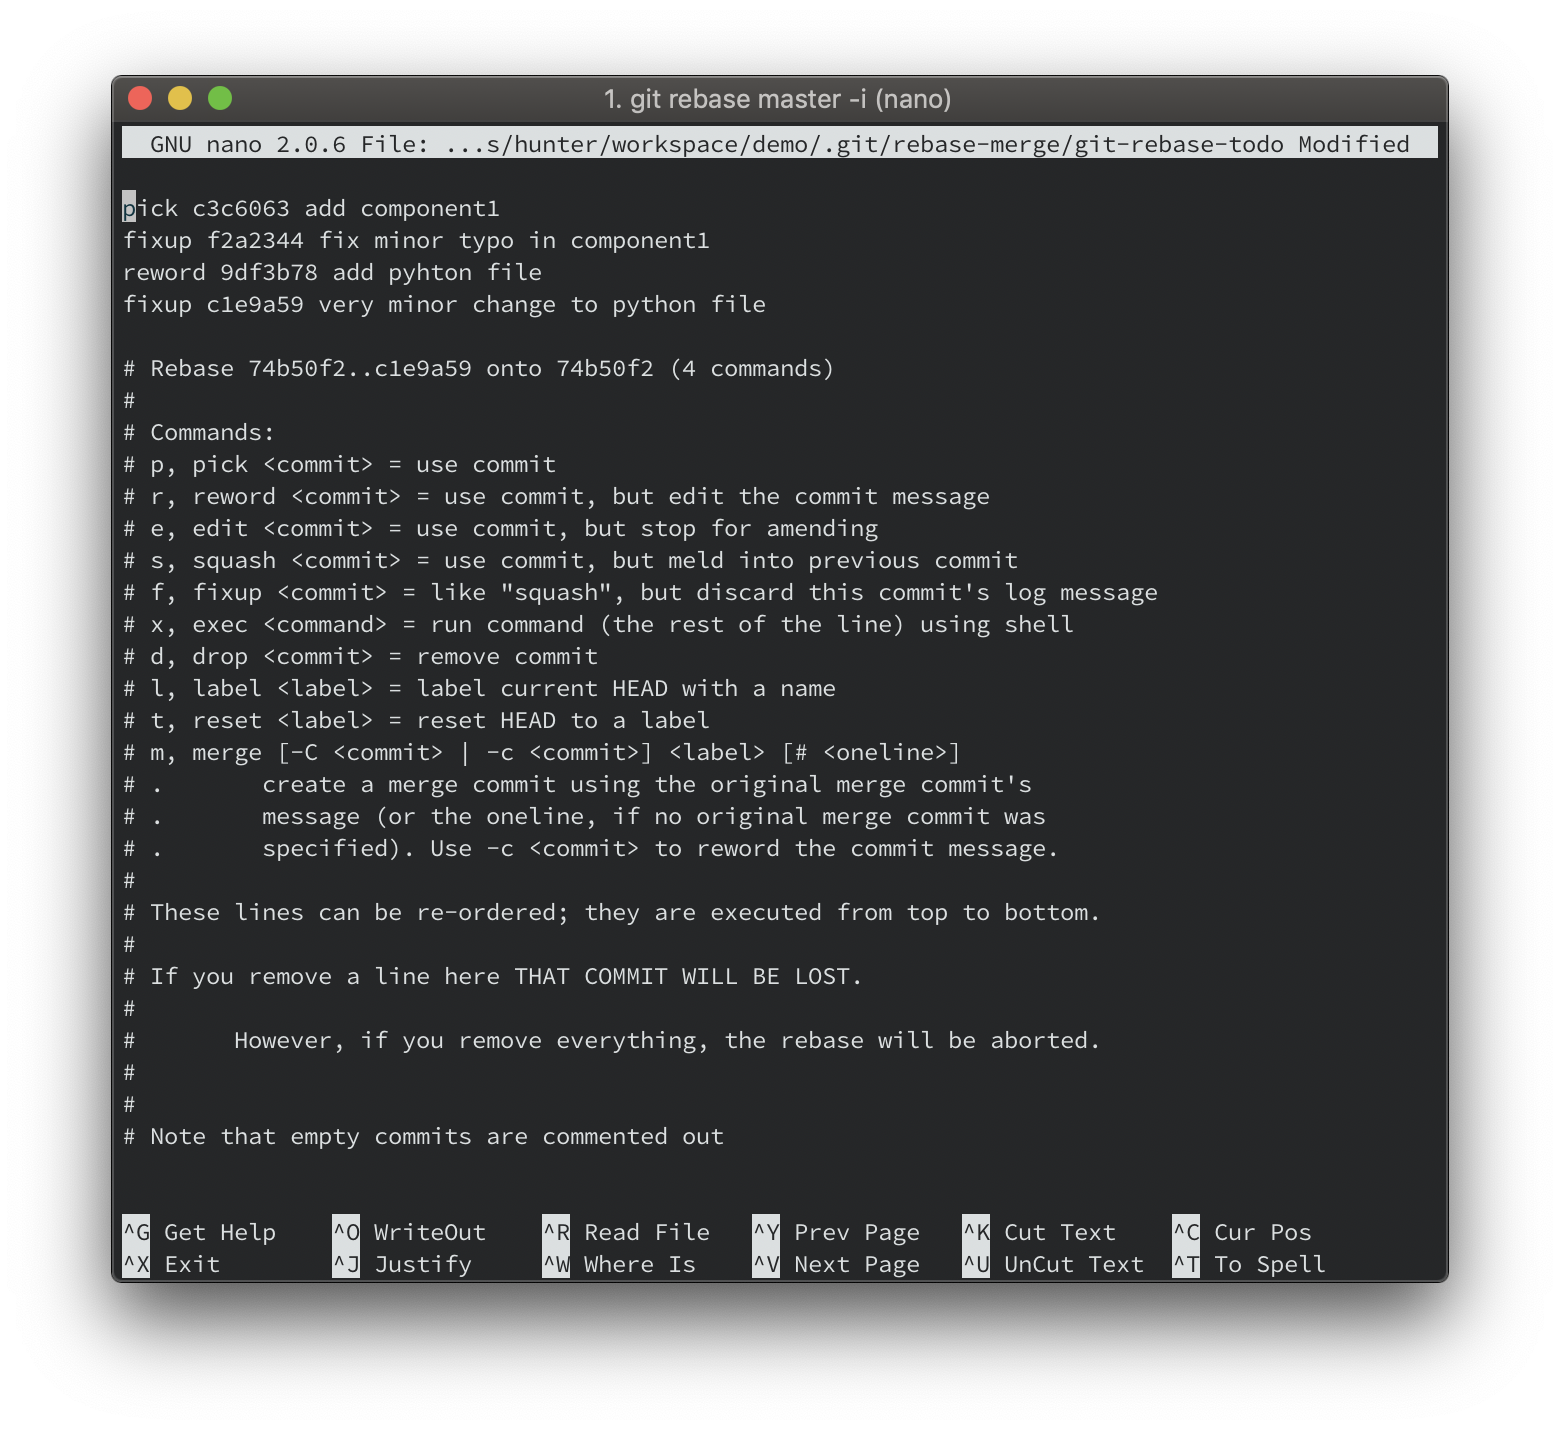 1. git rebase master -i (nano)
GNU nano 2.0.6 File: ...s/hunter/workspace/demo/.git/rebase-merge/git-rebase-todo Modified
pick c3c6063 add component1
fixup f2a2344 fix minor typo in component1
reword 9df3b78 add pyhton file
fixup c1e9a59 very minor change to python file
# Rebase 74b50f2..c1e9a59 onto 74b50f2 (4 commands)
#
# Commands:
# p, pick <commit> = use commit
# r, reword <commit> = use commit, but edit the commit message
# e, edit <commit> = use commit, but stop for amending
# s, squash <commit> = use commit, but meld into previous commit
# f, fixup <commit> = like "squash", but discard this commit's log message
# x, exec <command> = run command (the rest of the line) using shell
# d, drop <commit> = remove commit
# l, label <label> = label current HEAD with a name
# t, reset <label> = reset HEAD to a label
# m, merge [-C <commit> | -c <commit>] <label> [# <oneline>]
# .       create a merge commit using the original merge commit's
# .       message (or the oneline, if no original merge commit was
# .       specified). Use -c <commit> to reword the commit message.
#
# These lines can be re-ordered; they are executed from top to bottom.
#
# If you remove a line here THAT COMMIT WILL BE LOST.
#
#       However, if you remove everything, the rebase will be aborted.
#
#
# Note that empty commits are commented out
^G Get Help    ^O WriteOut    ^R Read File   ^Y Prev Page   ^K Cut Text    ^C Cur Pos
^X Exit        ^J Justify     ^W Where Is    ^V Next Page   ^U UnCut Text  ^T To Spell